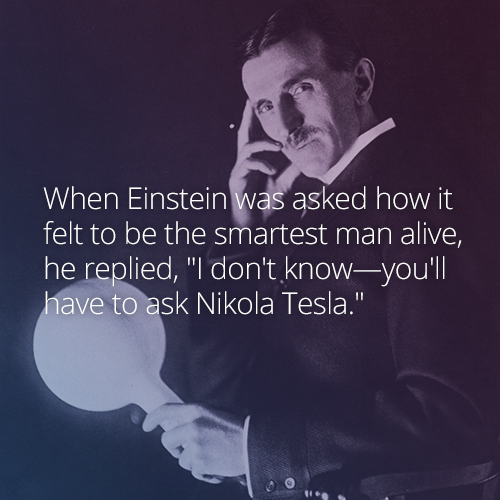 When Einstein was asked how it
felt to be the smartest man alive,
he replied, "I don't know—you'll
have to ask Nikola Tesla."